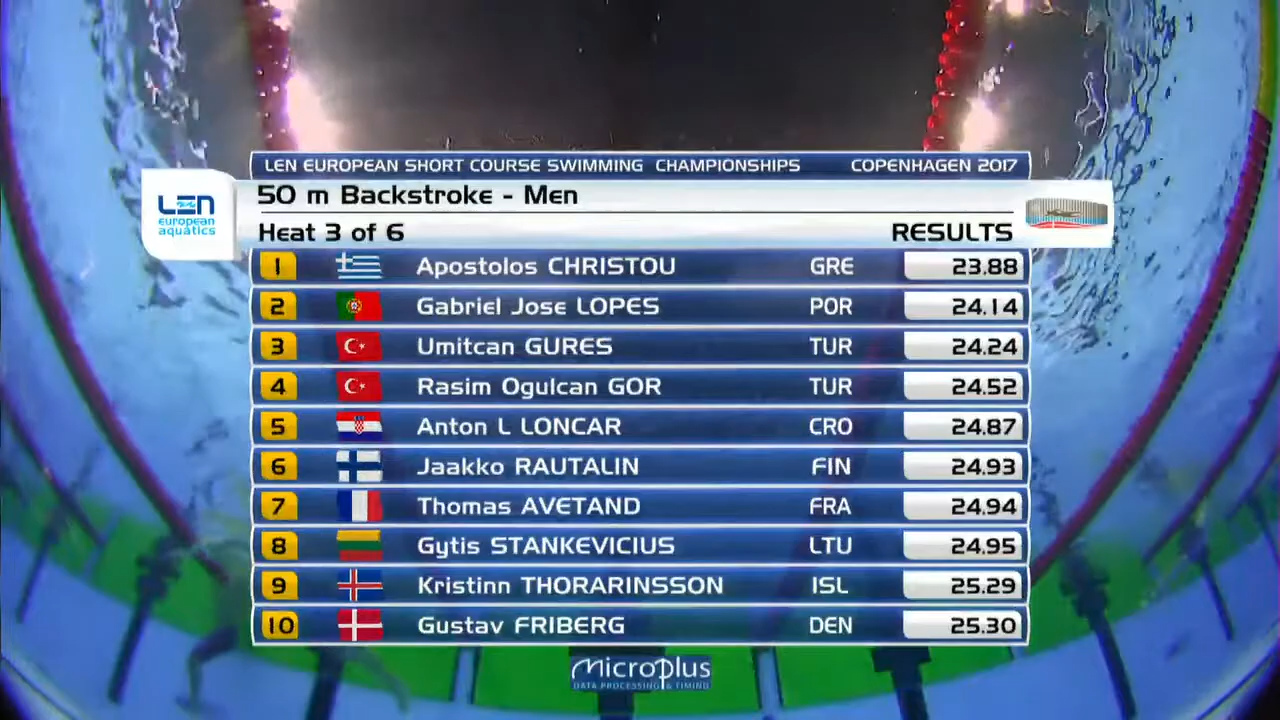 LEN EUROPEAN SHORT COURSE SWIMMING CHAMPIONSHIPS COPENHAGEN 2017
LEN
european
aquatics
50 m Backstroke - Men
Heat 3 of 6 RESULTS
1 Apostolos CHRISTOU GRE 23.88
2 Gabriel Jose LOPES POR 24.14
3 Umitcan GURES TUR 24.24
4 Rasim Ogulcan GOR TUR 24.52
5 Anton L LONCAR CRO 24.87
6 Jaakko RAUTALIN FIN 24.93
7 Thomas AVETAND FRA 24.94
8 Gytis STANKEVICIUS LTU 24.95
9 Kristinn THORARINSSON ISL 25.29
10 Gustav FRIBERG DEN 25.30
Microplus
DATA PROCESSING & TIMING